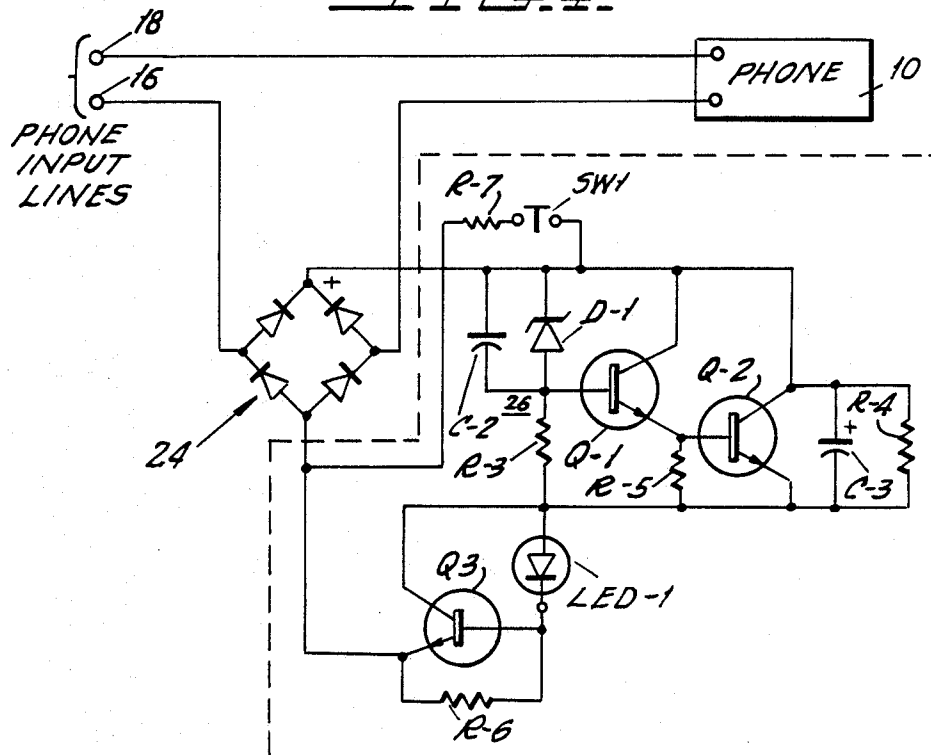 18
16
PHONE
INPUT
LINES
PHONE
10
R-7
SW1
+
D-1
C-2
26
Q-1
Q-2
R-3
R-5
R-4
+
C-3
24
Q3
LED-1
R-6